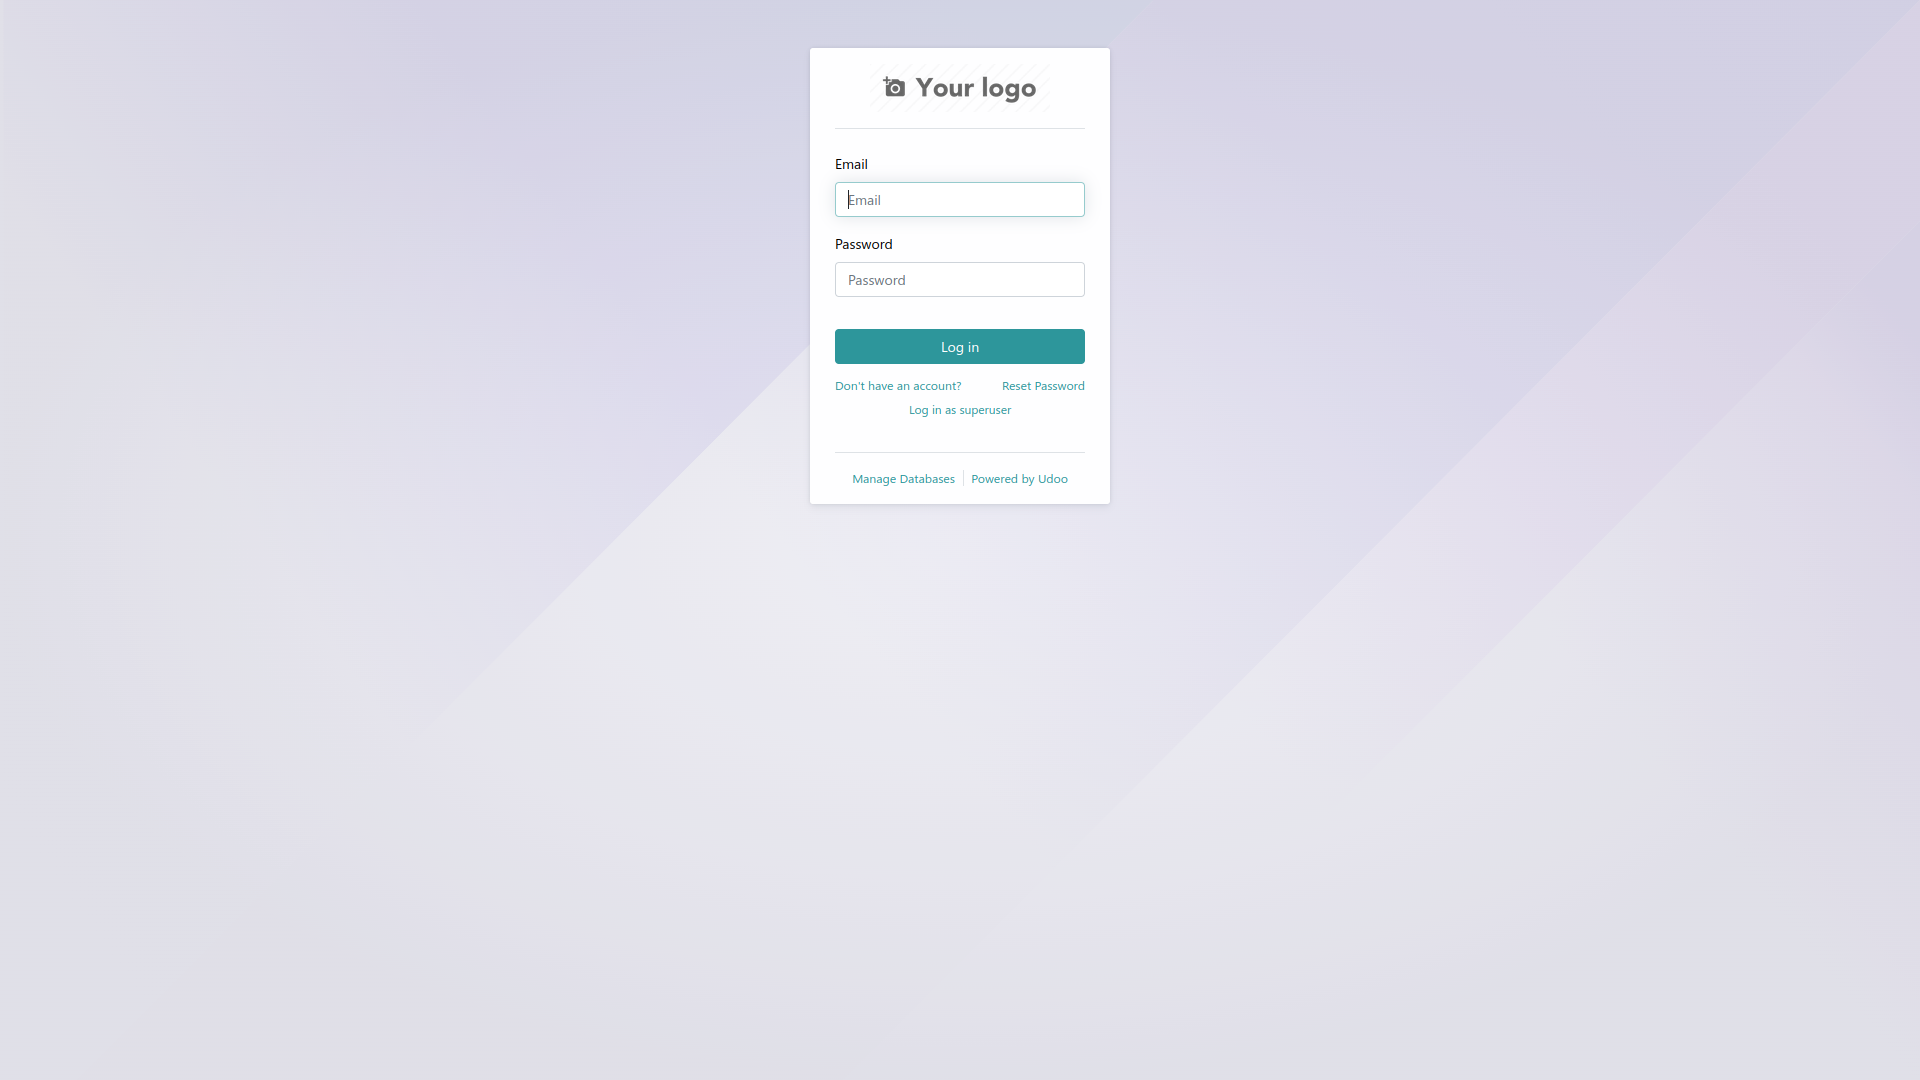 Your logo
Email
Email
Password
Password
Log in
Don't have an account?
Reset Password
Log in as superuser
Manage Databases
Powered by Udoo